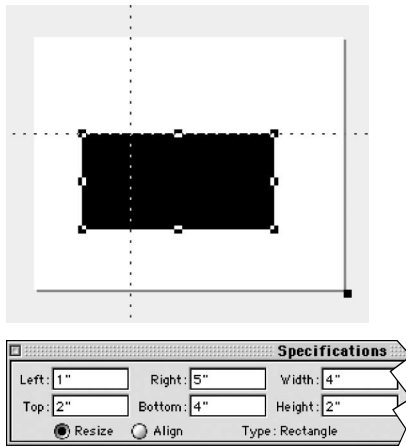 Specifications
Left: 1" Right: 5" Width: 4"
Top: 2" Bottom: 4" Height: 2"
Resize Align Type: Rectangle